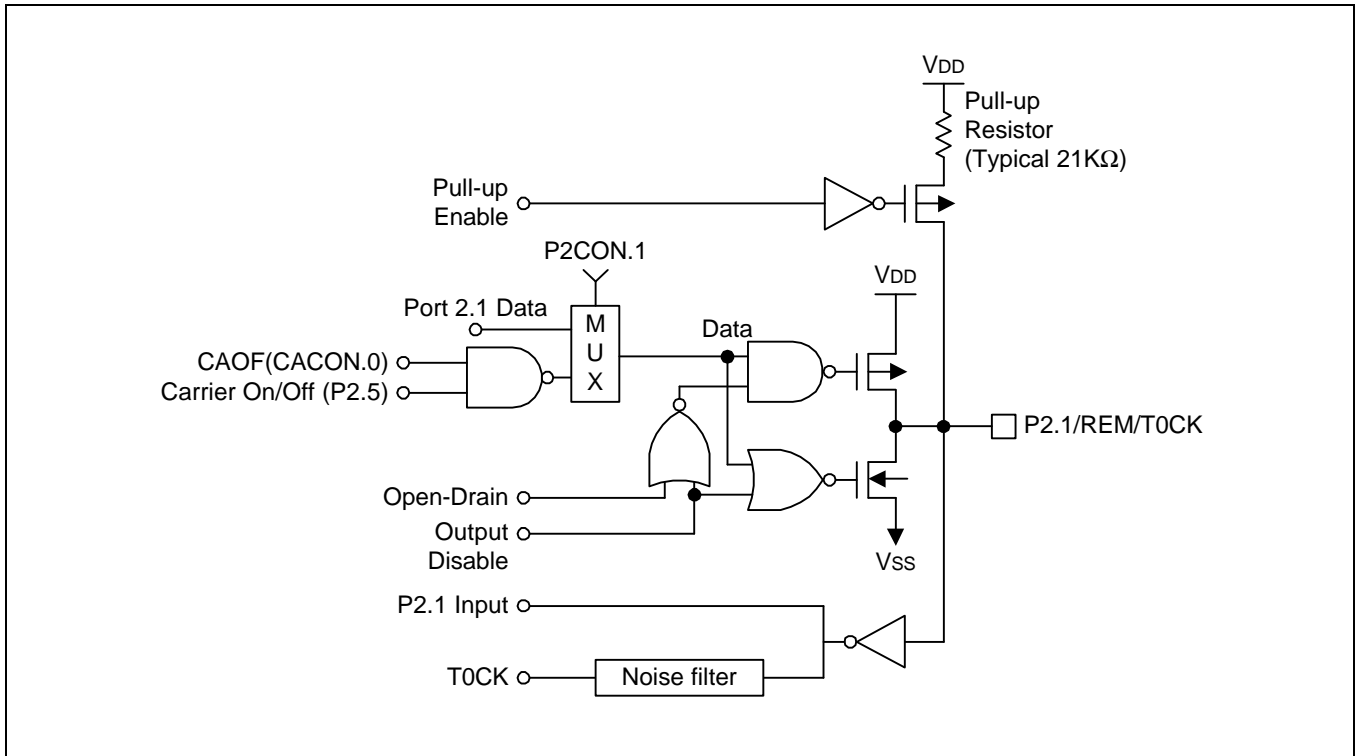 VDD
Pull-up
Resistor
(Typical 21KΩ)
Pull-up
Enable
P2CON.1
VDD
Port 2.1 Data
M
U
X
Data
CAOF(CACON.0)
Carrier On/Off (P2.5)
P2.1/REM/T0CK
Open-Drain
Output
Disable
VSS
P2.1 Input
T0CK
Noise filter